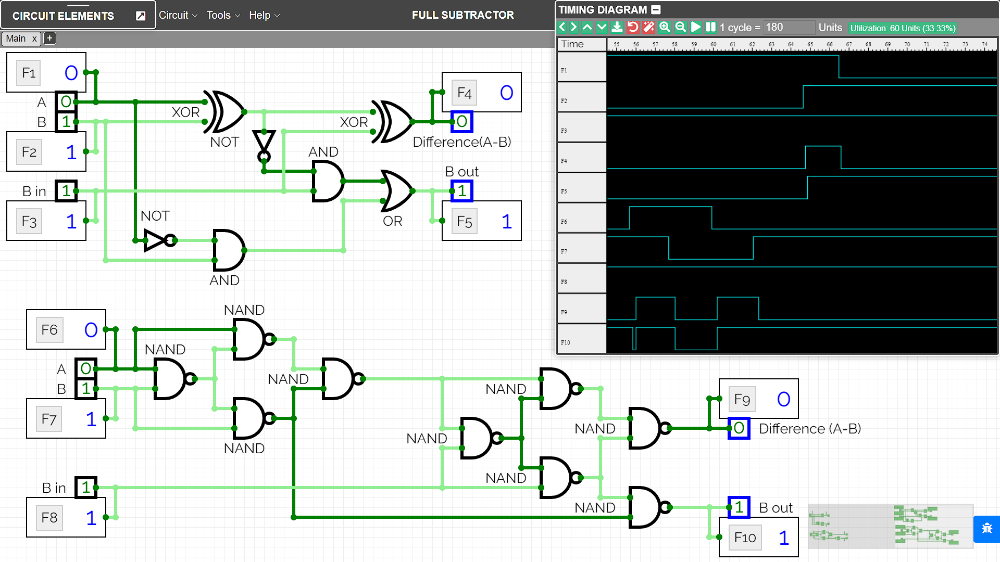 CIRCUIT ELEMENTS
Circuit Tools Help
FULL SUBTRACTOR
Main x +
TIMING DIAGRAM
1 cycle = 180 Units
Utilization: 60 Units (33.33%)
Time
55 56 57 58 59 60 61 62 63 64 65 66 67 68 69 70 71 72 73 74
F1
F2
F3
F4
F5
F6
F7
F8
F9
F10
F1 0
A 0
B 1
F2 1
B in 1
F3 1
XOR
NOT
NOT
AND
AND
XOR
OR
F4 0
0
Difference(A-B)
B out
1
F5 1
F6 0
A 0
B 1
F7 1
B in 1
F8 1
NAND
NAND
NAND
NAND
NAND
NAND
NAND
NAND
NAND
F9 0
0 Difference (A-B)
1 B out
F10 1